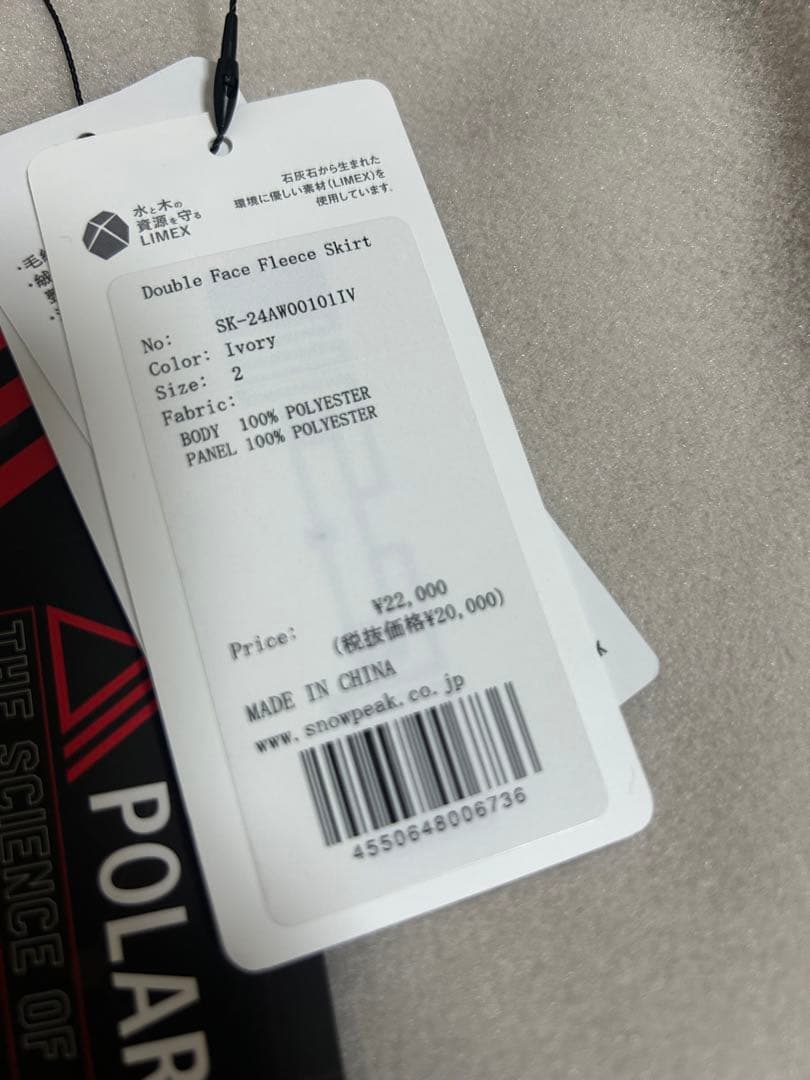 水と木の
資源を守る
LIMEX
石灰石から生まれた
環境に優しい素材(LIMEX)を
使用しています。
Double Face Fleece Skirt
No: SK-24AW00101IV
Color: Ivory
Size: 2
Fabric:
BODY 100% POLYESTER
PANEL 100% POLYESTER
Price: ¥22,000
(税抜価格¥20,000)
MADE IN CHINA
www.snowpeak.co.jp
4550648006736
・毛
・絨
POLAR
THE SCIENCE OF